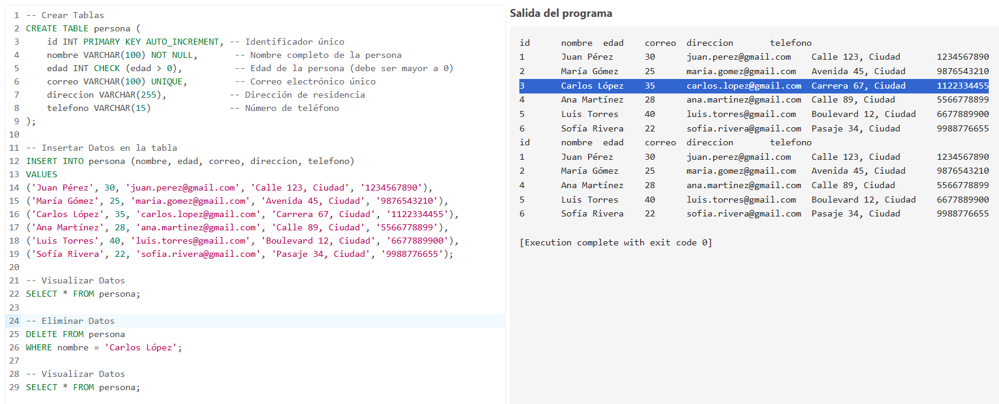 1 -- Crear Tablas
2 CREATE TABLE persona (
3     id INT PRIMARY KEY AUTO_INCREMENT, -- Identificador único
4     nombre VARCHAR(100) NOT NULL,       -- Nombre completo de la persona
5     edad INT CHECK (edad > 0),          -- Edad de la persona (debe ser mayor a 0)
6     correo VARCHAR(100) UNIQUE,         -- Correo electrónico único
7     direccion VARCHAR(255),            -- Dirección de residencia
8     telefono VARCHAR(15)               -- Número de teléfono
9 );
10
11 -- Insertar Datos en la tabla
12 INSERT INTO persona (nombre, edad, correo, direccion, telefono)
13 VALUES
14 ('Juan Pérez', 30, 'juan.perez@gmail.com', 'Calle 123, Ciudad', '1234567890'),
15 ('María Gómez', 25, 'maria.gomez@gmail.com', 'Avenida 45, Ciudad', '9876543210'),
16 ('Carlos López', 35, 'carlos.lopez@gmail.com', 'Carrera 67, Ciudad', '1122334455'),
17 ('Ana Martínez', 28, 'ana.martinez@gmail.com', 'Calle 89, Ciudad', '5566778899'),
18 ('Luis Torres', 40, 'luis.torres@gmail.com', 'Boulevard 12, Ciudad', '6677889900'),
19 ('Sofía Rivera', 22, 'sofia.rivera@gmail.com', 'Pasaje 34, Ciudad', '9988776655');
20
21 -- Visualizar Datos
22 SELECT * FROM persona;
23
24 -- Eliminar Datos
25 DELETE FROM persona
26 WHERE nombre = 'Carlos López';
27
28 -- Visualizar Datos
29 SELECT * FROM persona;
Salida del programa
id      nombre  edad    correo  direccion       telefono
1       Juan Pérez      30      juan.perez@gmail.com    Calle 123, Ciudad       1234567890
2       María Gómez     25      maria.gomez@gmail.com   Avenida 45, Ciudad      9876543210
3       Carlos López    35      carlos.lopez@gmail.com  Carrera 67, Ciudad      1122334455
4       Ana Martínez    28      ana.martinez@gmail.com  Calle 89, Ciudad        5566778899
5       Luis Torres     40      luis.torres@gmail.com   Boulevard 12, Ciudad    6677889900
6       Sofía Rivera    22      sofia.rivera@gmail.com  Pasaje 34, Ciudad       9988776655
id      nombre  edad    correo  direccion       telefono
1       Juan Pérez      30      juan.perez@gmail.com    Calle 123, Ciudad       1234567890
2       María Gómez     25      maria.gomez@gmail.com   Avenida 45, Ciudad      9876543210
4       Ana Martínez    28      ana.martinez@gmail.com  Calle 89, Ciudad        5566778899
5       Luis Torres     40      luis.torres@gmail.com   Boulevard 12, Ciudad    6677889900
6       Sofía Rivera    22      sofia.rivera@gmail.com  Pasaje 34, Ciudad       9988776655
[Execution complete with exit code 0]